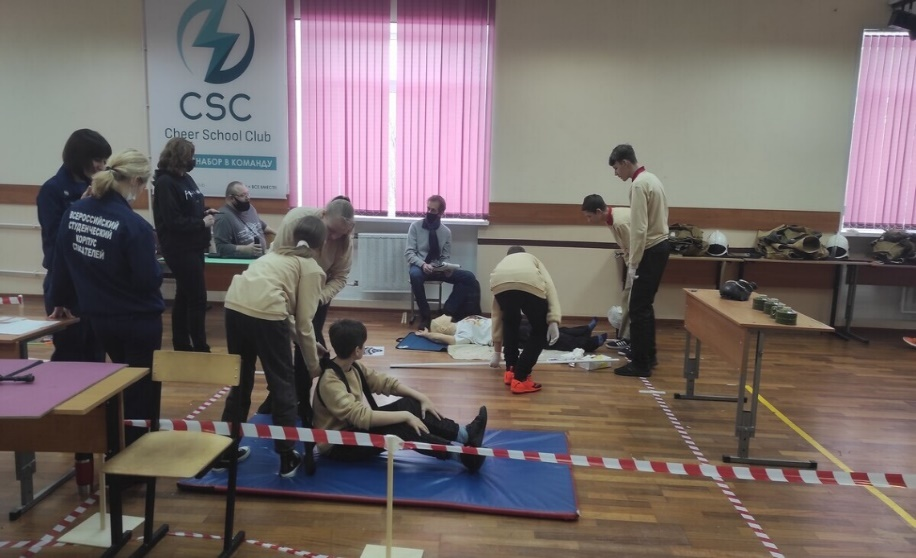 CSC
Cheer School Club
НАБОР В КОМАНДУ
ВСЕРОССИЙСКИЙ
СТУДЕНЧЕСКИЙ
КОРПУС
СПАСАТЕЛЕЙ